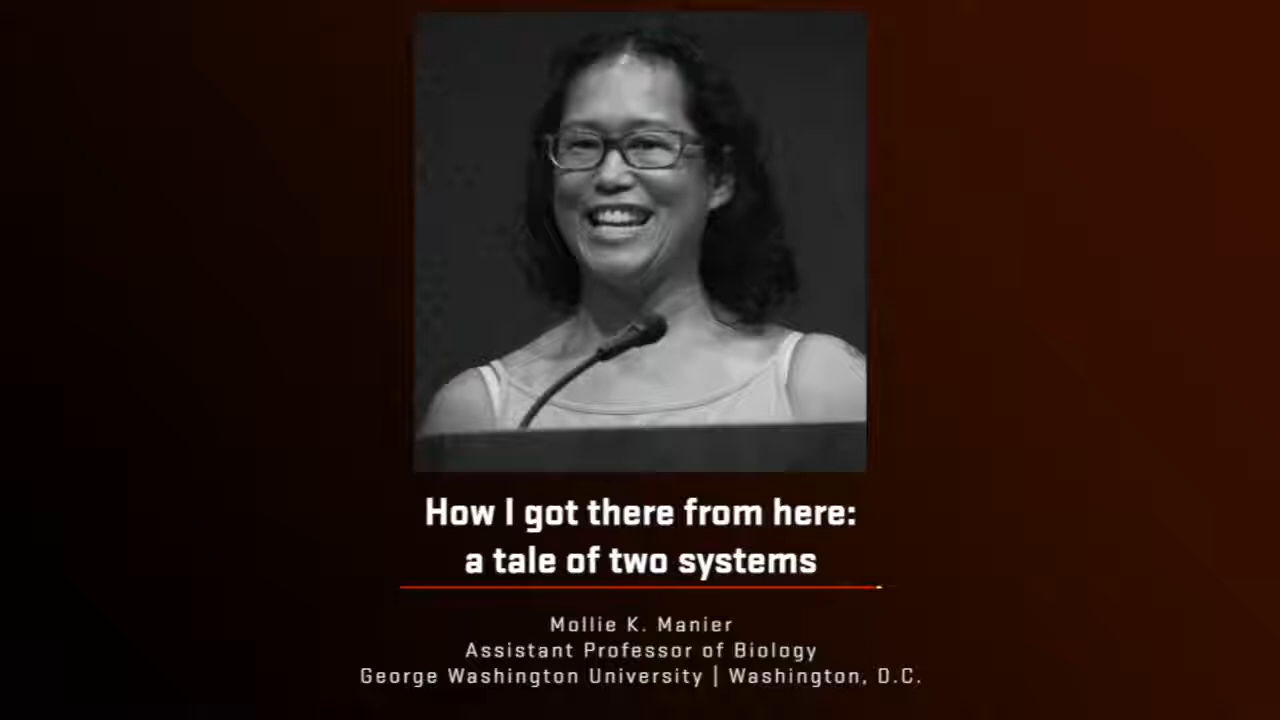 How I got there from here:
a tale of two systems
Mollie K. Manier
Assistant Professor of Biology
George Washington University | Washington, D.C.